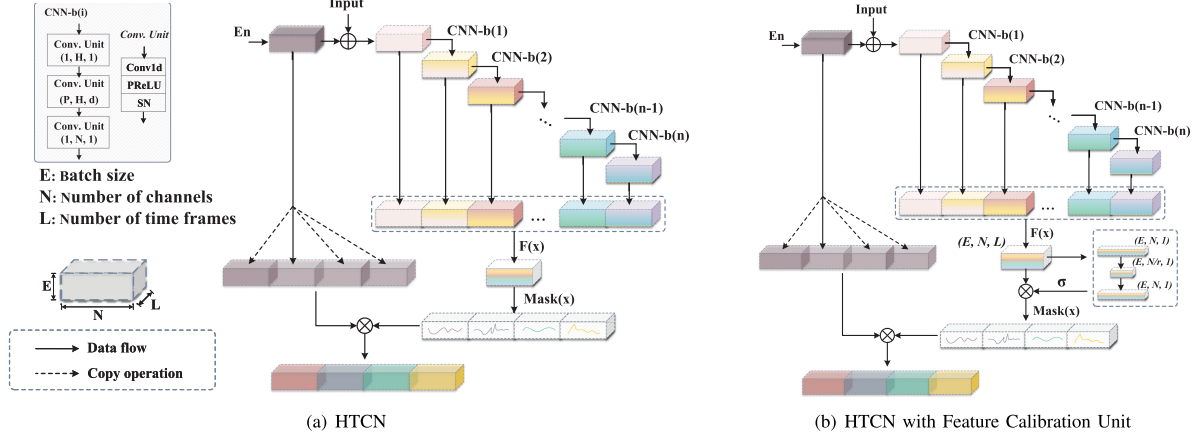 CNN-b(i)
Conv. Unit
(1, H, 1)
Conv. Unit
(P, H, d)
Conv. Unit
(1, N, 1)
Conv. Unit
Conv1d
PReLU
SN
E: Batch size
N: Number of channels
L: Number of time frames
E
N
L
Data flow
Copy operation
Input
En
CNN-b(1)
CNN-b(2)
...
CNN-b(n-1)
CNN-b(n)
...
F(x)
Mask(x)
(a) HTCN
Input
En
CNN-b(1)
CNN-b(2)
...
CNN-b(n-1)
CNN-b(n)
...
F(x)
(E, N, L)
(E, N, 1)
(E, N/r, 1)
(E, N, 1)
σ
Mask(x)
(b) HTCN with Feature Calibration Unit